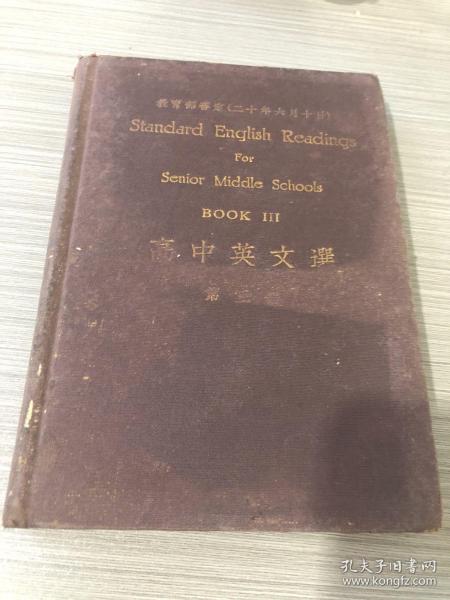 教育部審定(二十年六月十日)
Standard English Readings
For
Senior Middle Schools
BOOK III
高中英文選
第
孔夫子旧书网
www.kongfz.com